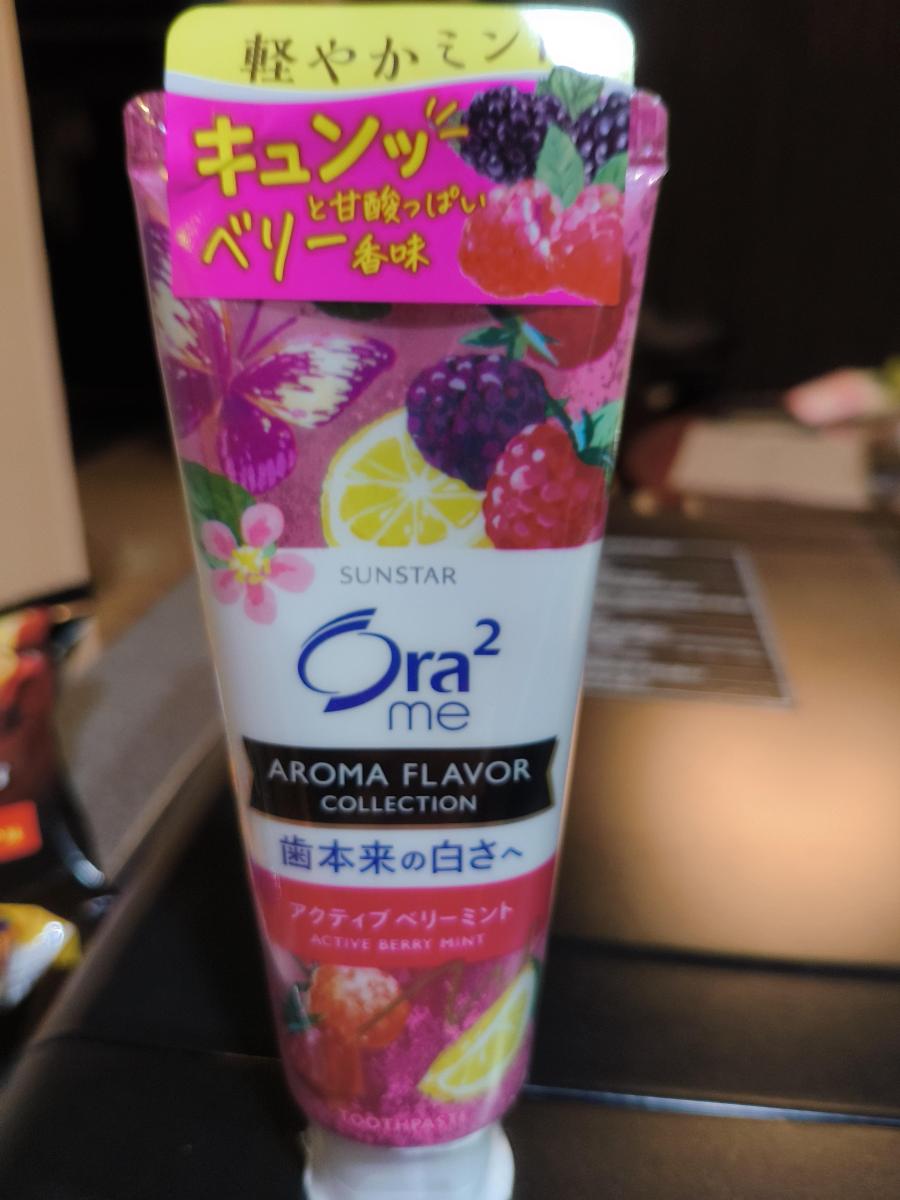 軽やかミント
キュンッ
と甘酸っぱい
ベリー香味
SUNSTAR
Ora²
me
AROMA FLAVOR
COLLECTION
歯本来の白さへ
アクティブベリーミント
ACTIVE BERRY MINT
TOOTHPASTE